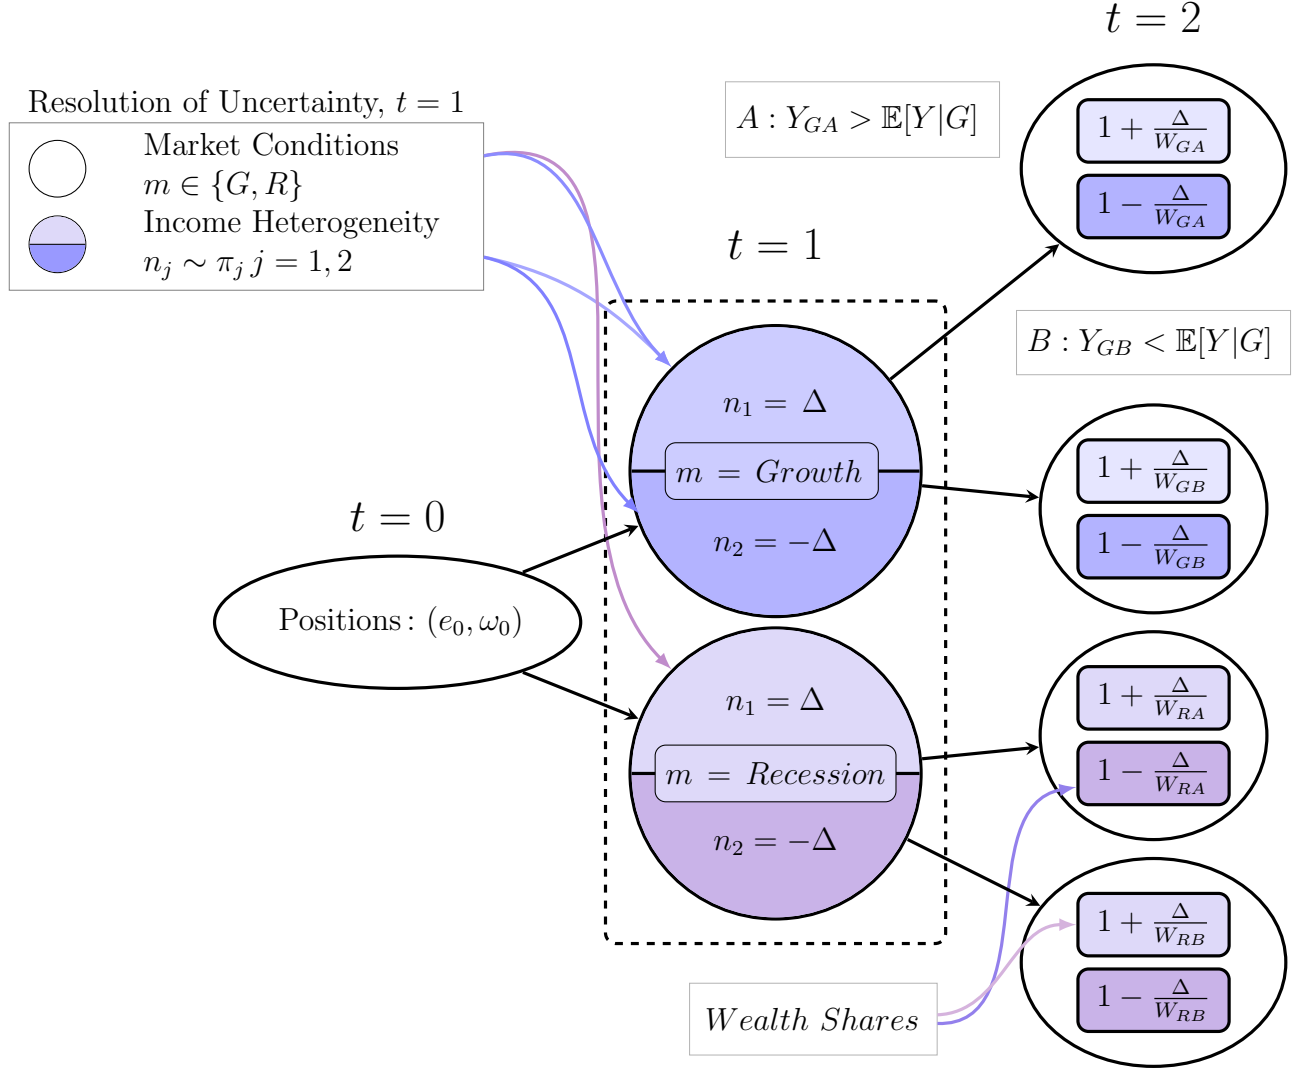 t = 2
Resolution of Uncertainty, t = 1
Market Conditions
m ∈ {G, R}
Income Heterogeneity
n_j ∼ π_j j = 1, 2
A : Y_{GA} > 𝔼[Y|G]
1 + Δ/W_{GA}
1 − Δ/W_{GA}
t = 1
B : Y_{GB} < 𝔼[Y|G]
n_1 = Δ
m = Growth
n_2 = −Δ
1 + Δ/W_{GB}
1 − Δ/W_{GB}
t = 0
Positions : (e_0, ω_0)
n_1 = Δ
m = Recession
n_2 = −Δ
1 + Δ/W_{RA}
1 − Δ/W_{RA}
1 + Δ/W_{RB}
1 − Δ/W_{RB}
Wealth Shares